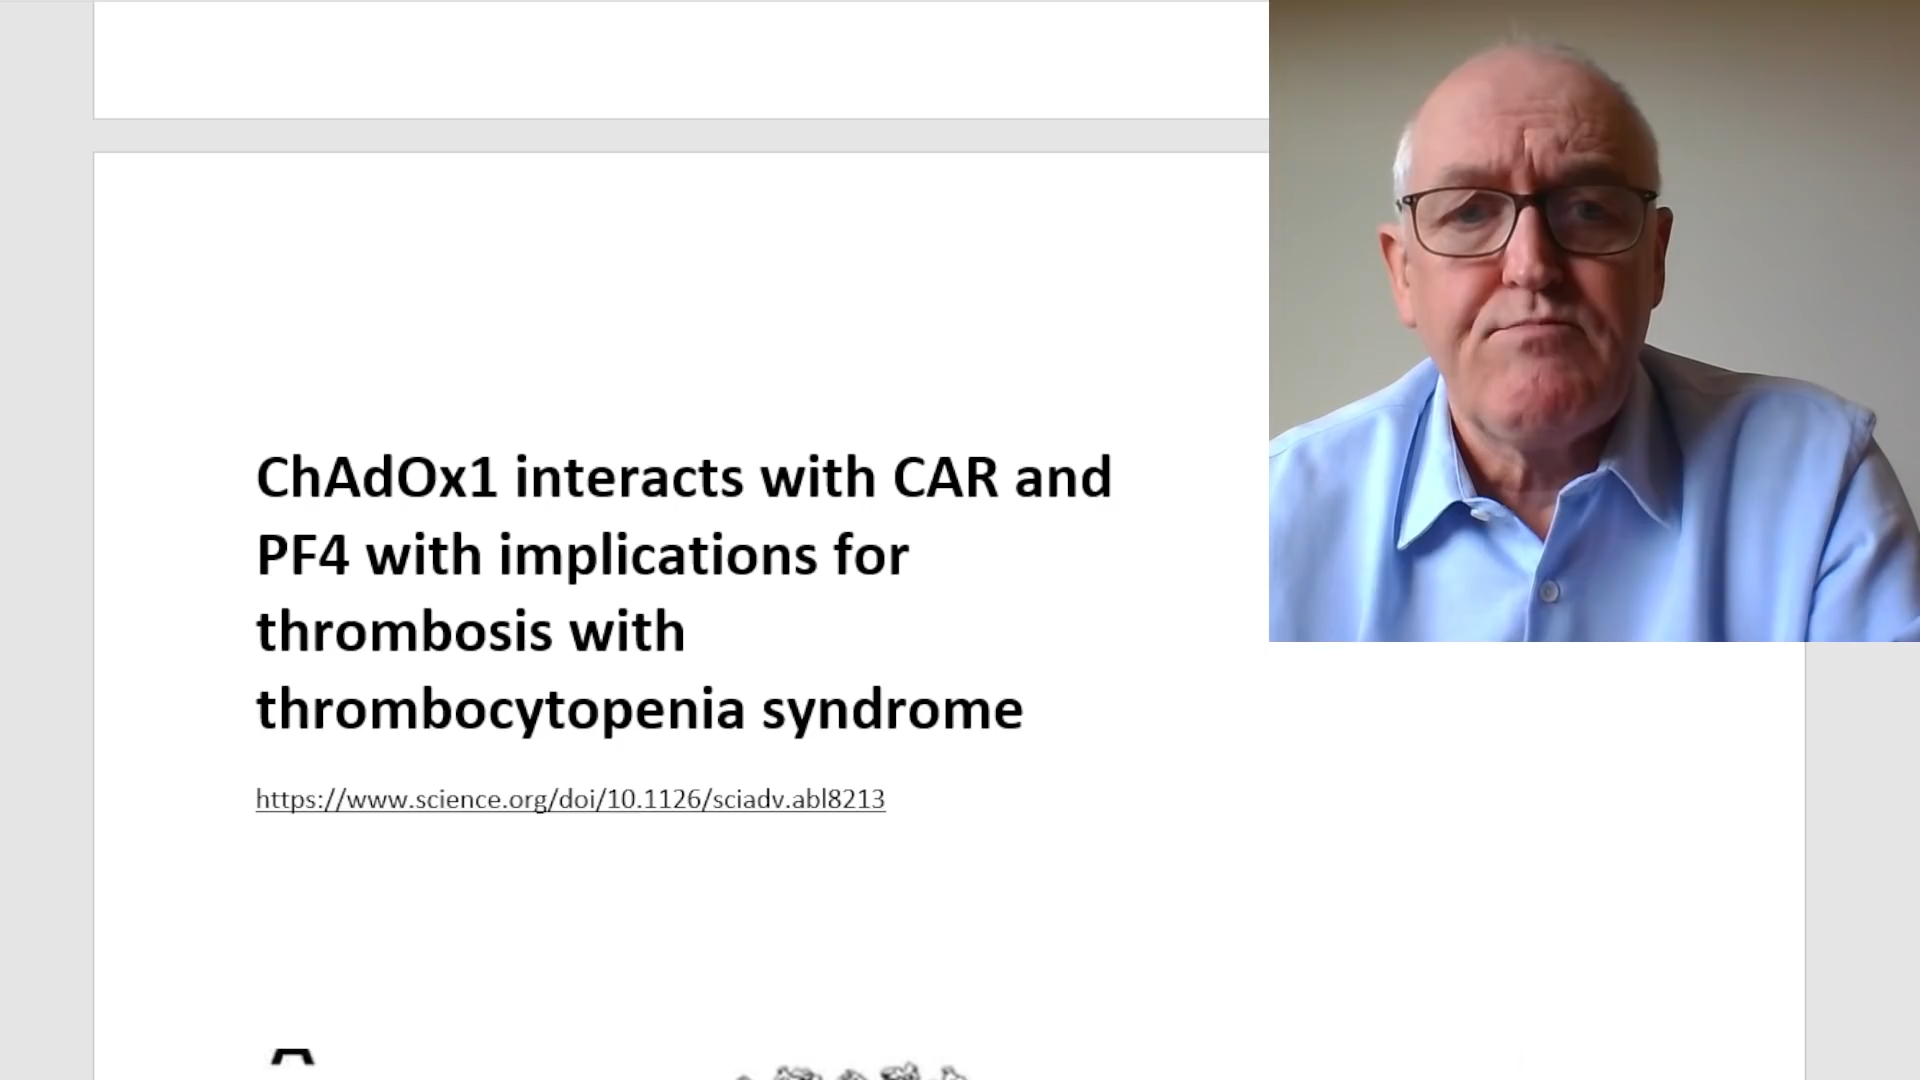 ChAdOx1 interacts with CAR and
PF4 with implications for
thrombosis with
thrombocytopenia syndrome
https://www.science.org/doi/10.1126/sciadv.abl8213